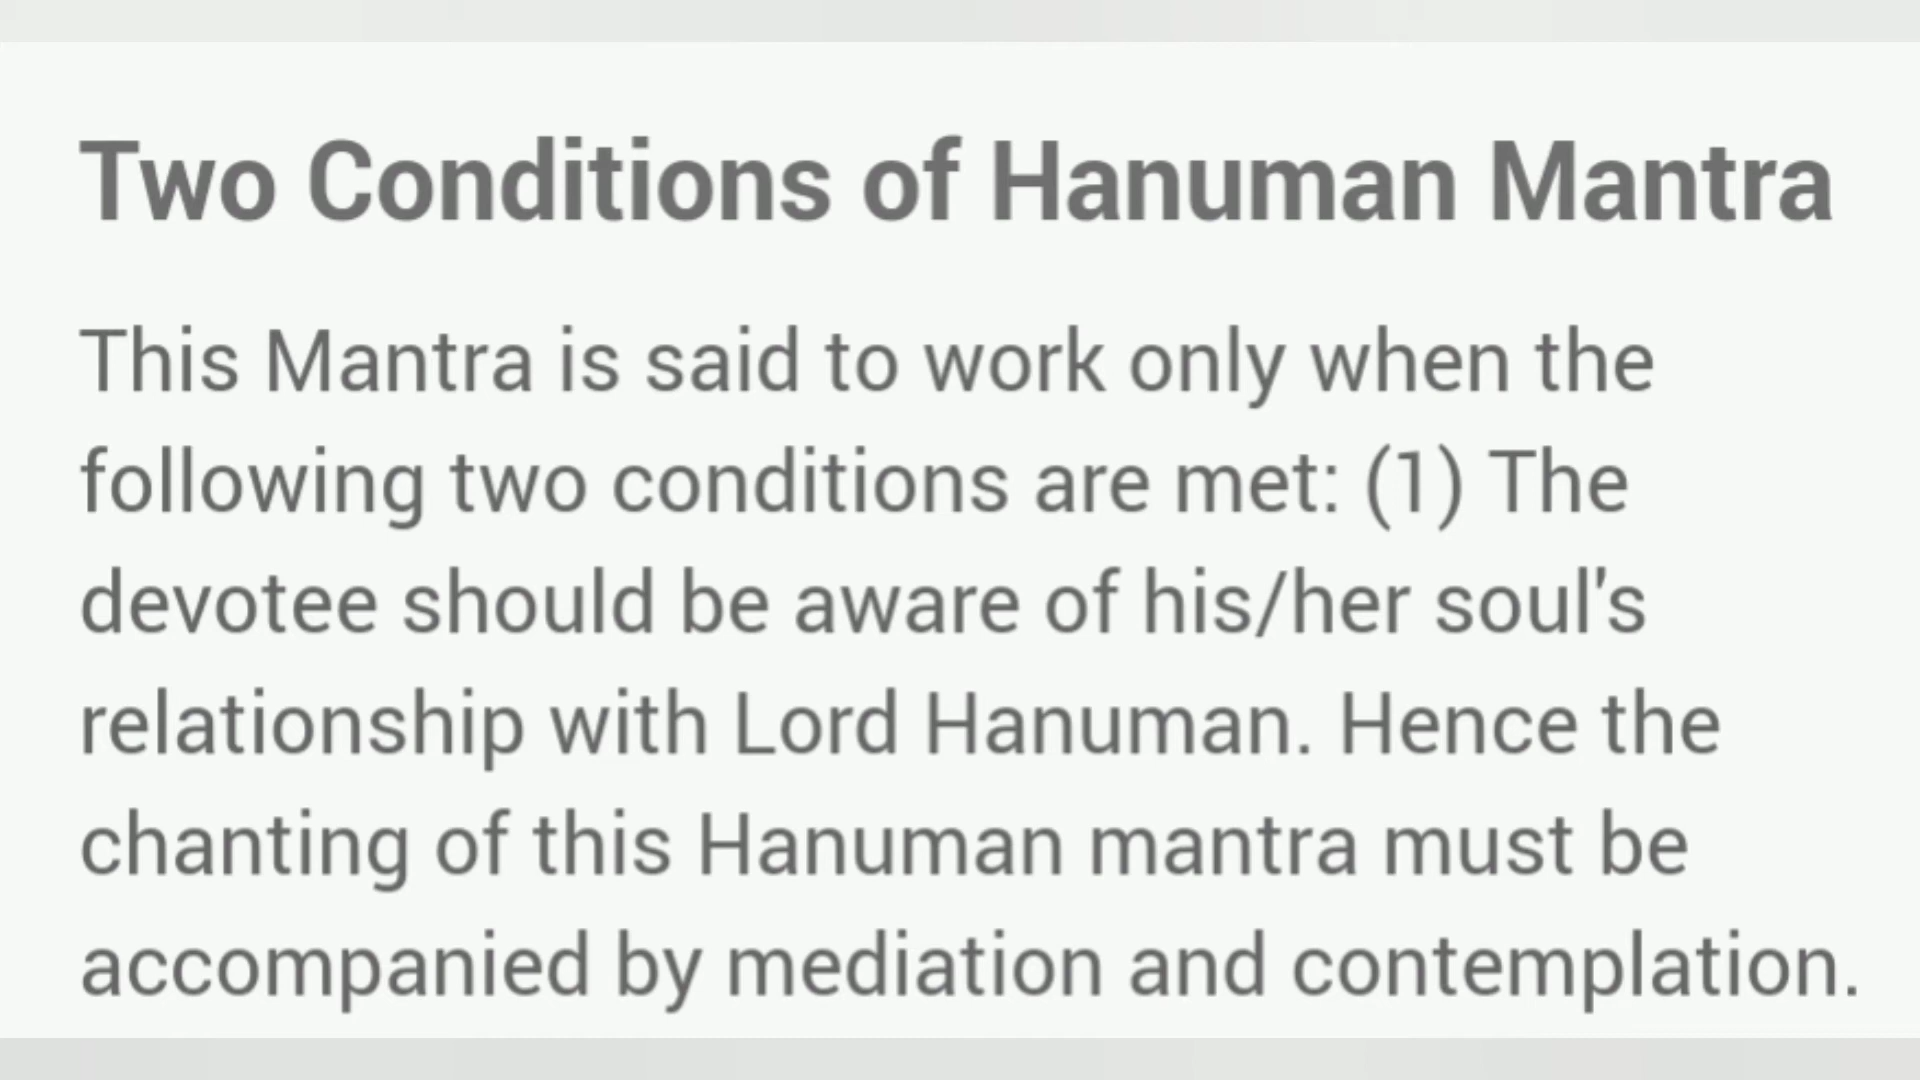 Two Conditions of Hanuman Mantra
This Mantra is said to work only when the
following two conditions are met: (1) The
devotee should be aware of his/her soul's
relationship with Lord Hanuman. Hence the
chanting of this Hanuman mantra must be
accompanied by mediation and contemplation.